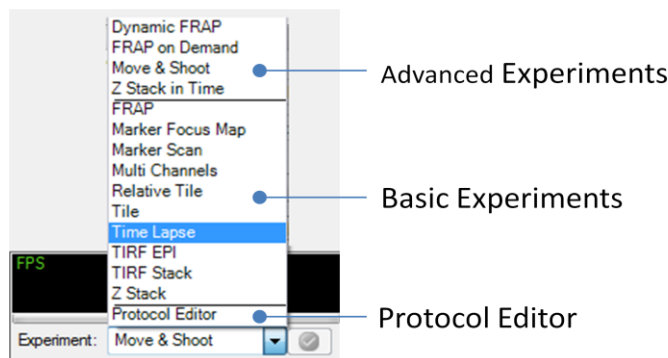 Dynamic FRAP
FRAP on Demand
Move & Shoot
Z Stack in Time
Advanced Experiments
FRAP
Marker Focus Map
Marker Scan
Multi Channels
Relative Tile
Basic Experiments
Tile
Time Lapse
TIRF EPI
TIRF Stack
Z Stack
FPS
Protocol Editor
Protocol Editor
Experiment: Move & Shoot